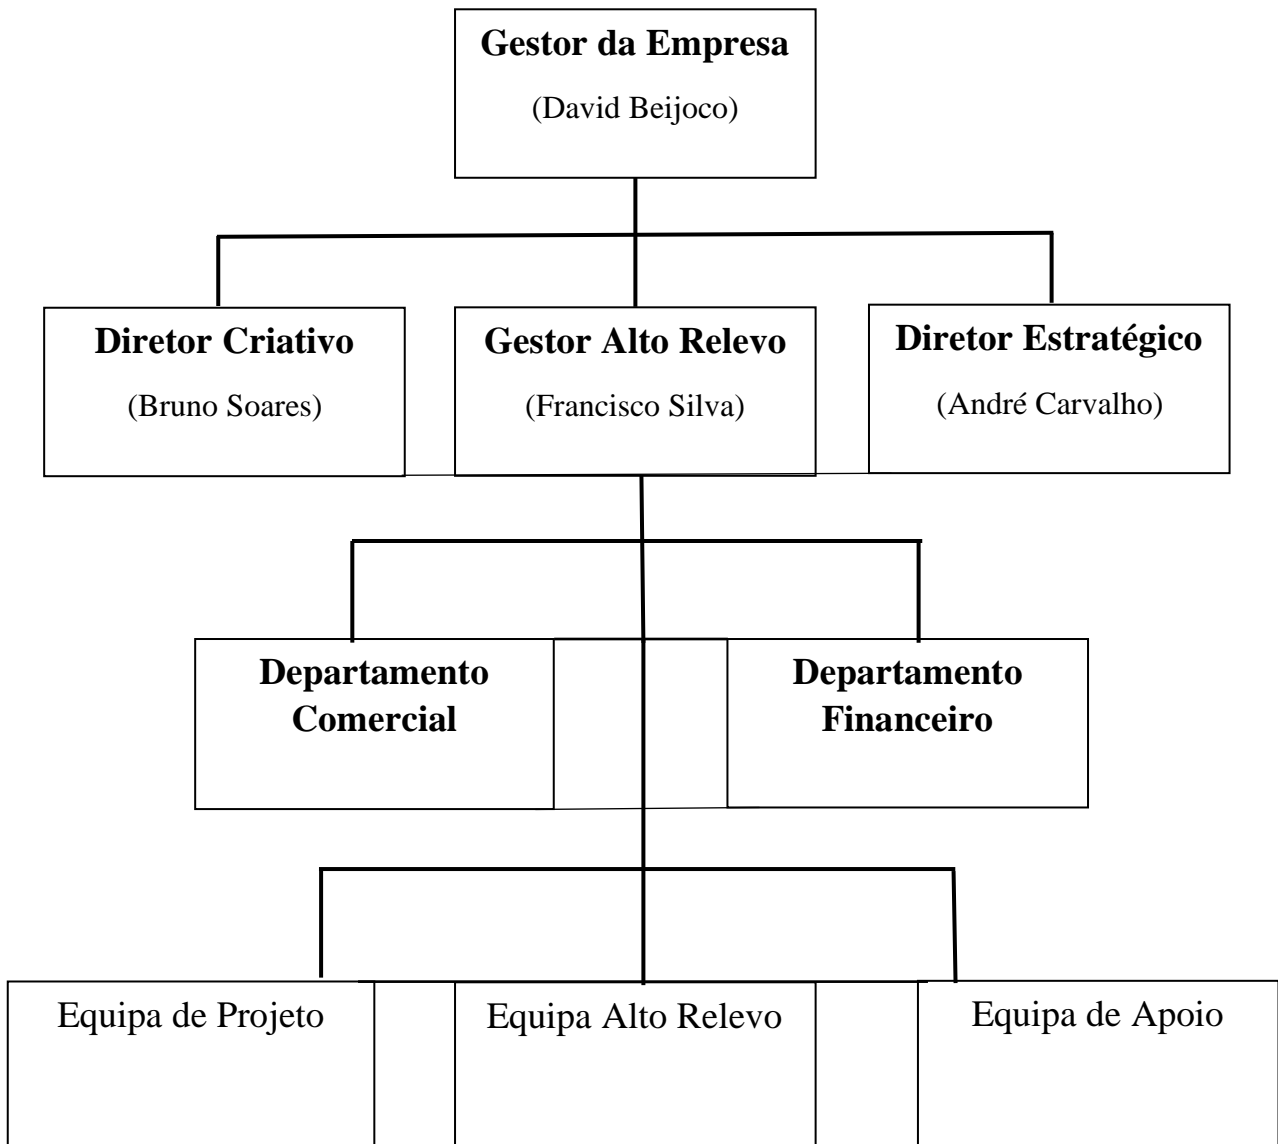 Gestor da Empresa
(David Beijoco)
Diretor Criativo
(Bruno Soares)
Gestor Alto Relevo
(Francisco Silva)
Diretor Estratégico
(André Carvalho)
Departamento
Comercial
Departamento
Financeiro
Equipa de Projeto
Equipa Alto Relevo
Equipa de Apoio